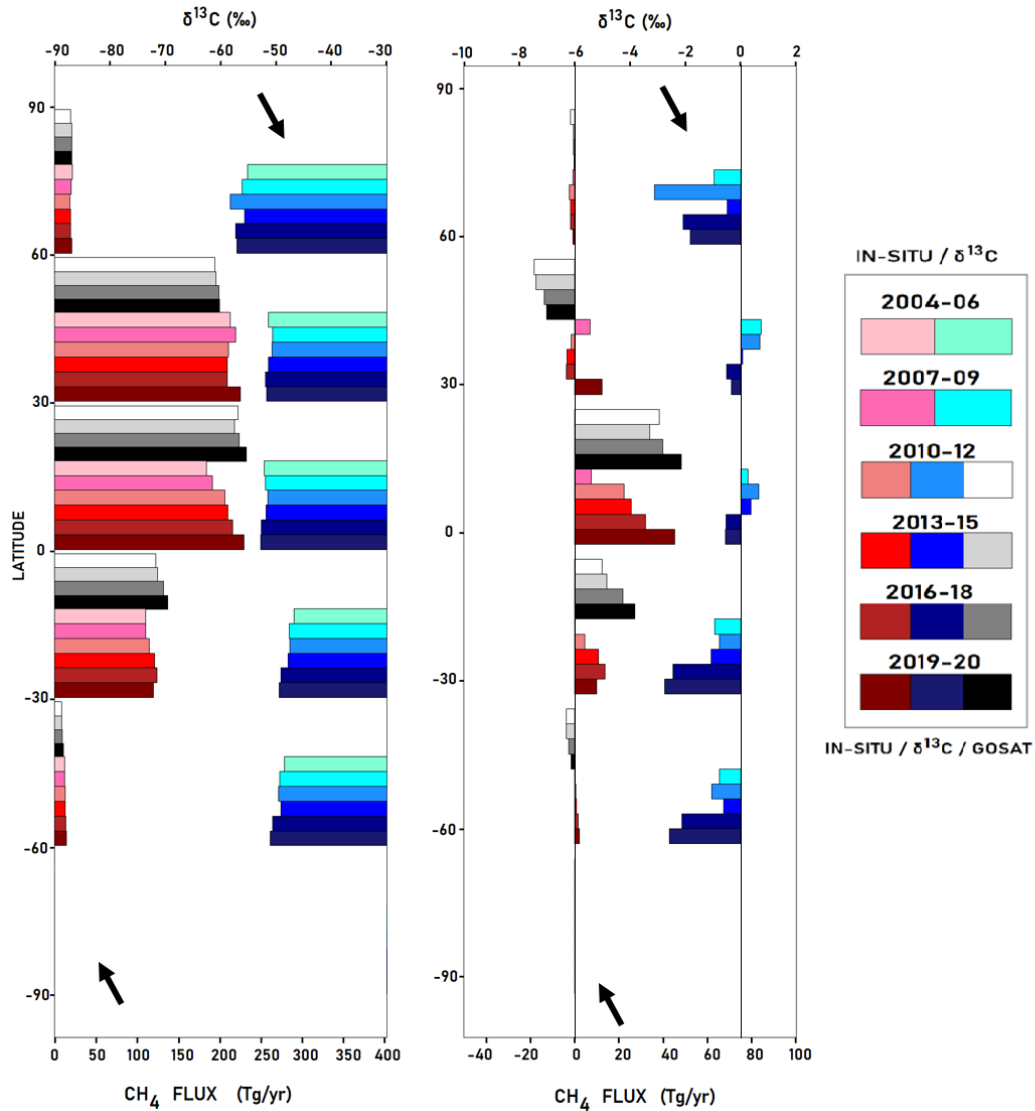 δ¹³C (‰)
-90 -80 -70 -60 -50 -40 -30
δ¹³C (‰)
-10 -8 -6 -4 -2 0 2
90
60
30
0
-30
-60
-90
LATITUDE
90
60
30
0
-30
-60
-90
0 50 100 150 200 250 300 350 400
CH₄ FLUX (Tg/yr)
-40 -20 0 20 40 60 80 100
CH₄ FLUX (Tg/yr)
IN-SITU / δ¹³C
2004-06
2007-09
2010-12
2013-15
2016-18
2019-20
IN-SITU / δ¹³C / GOSAT